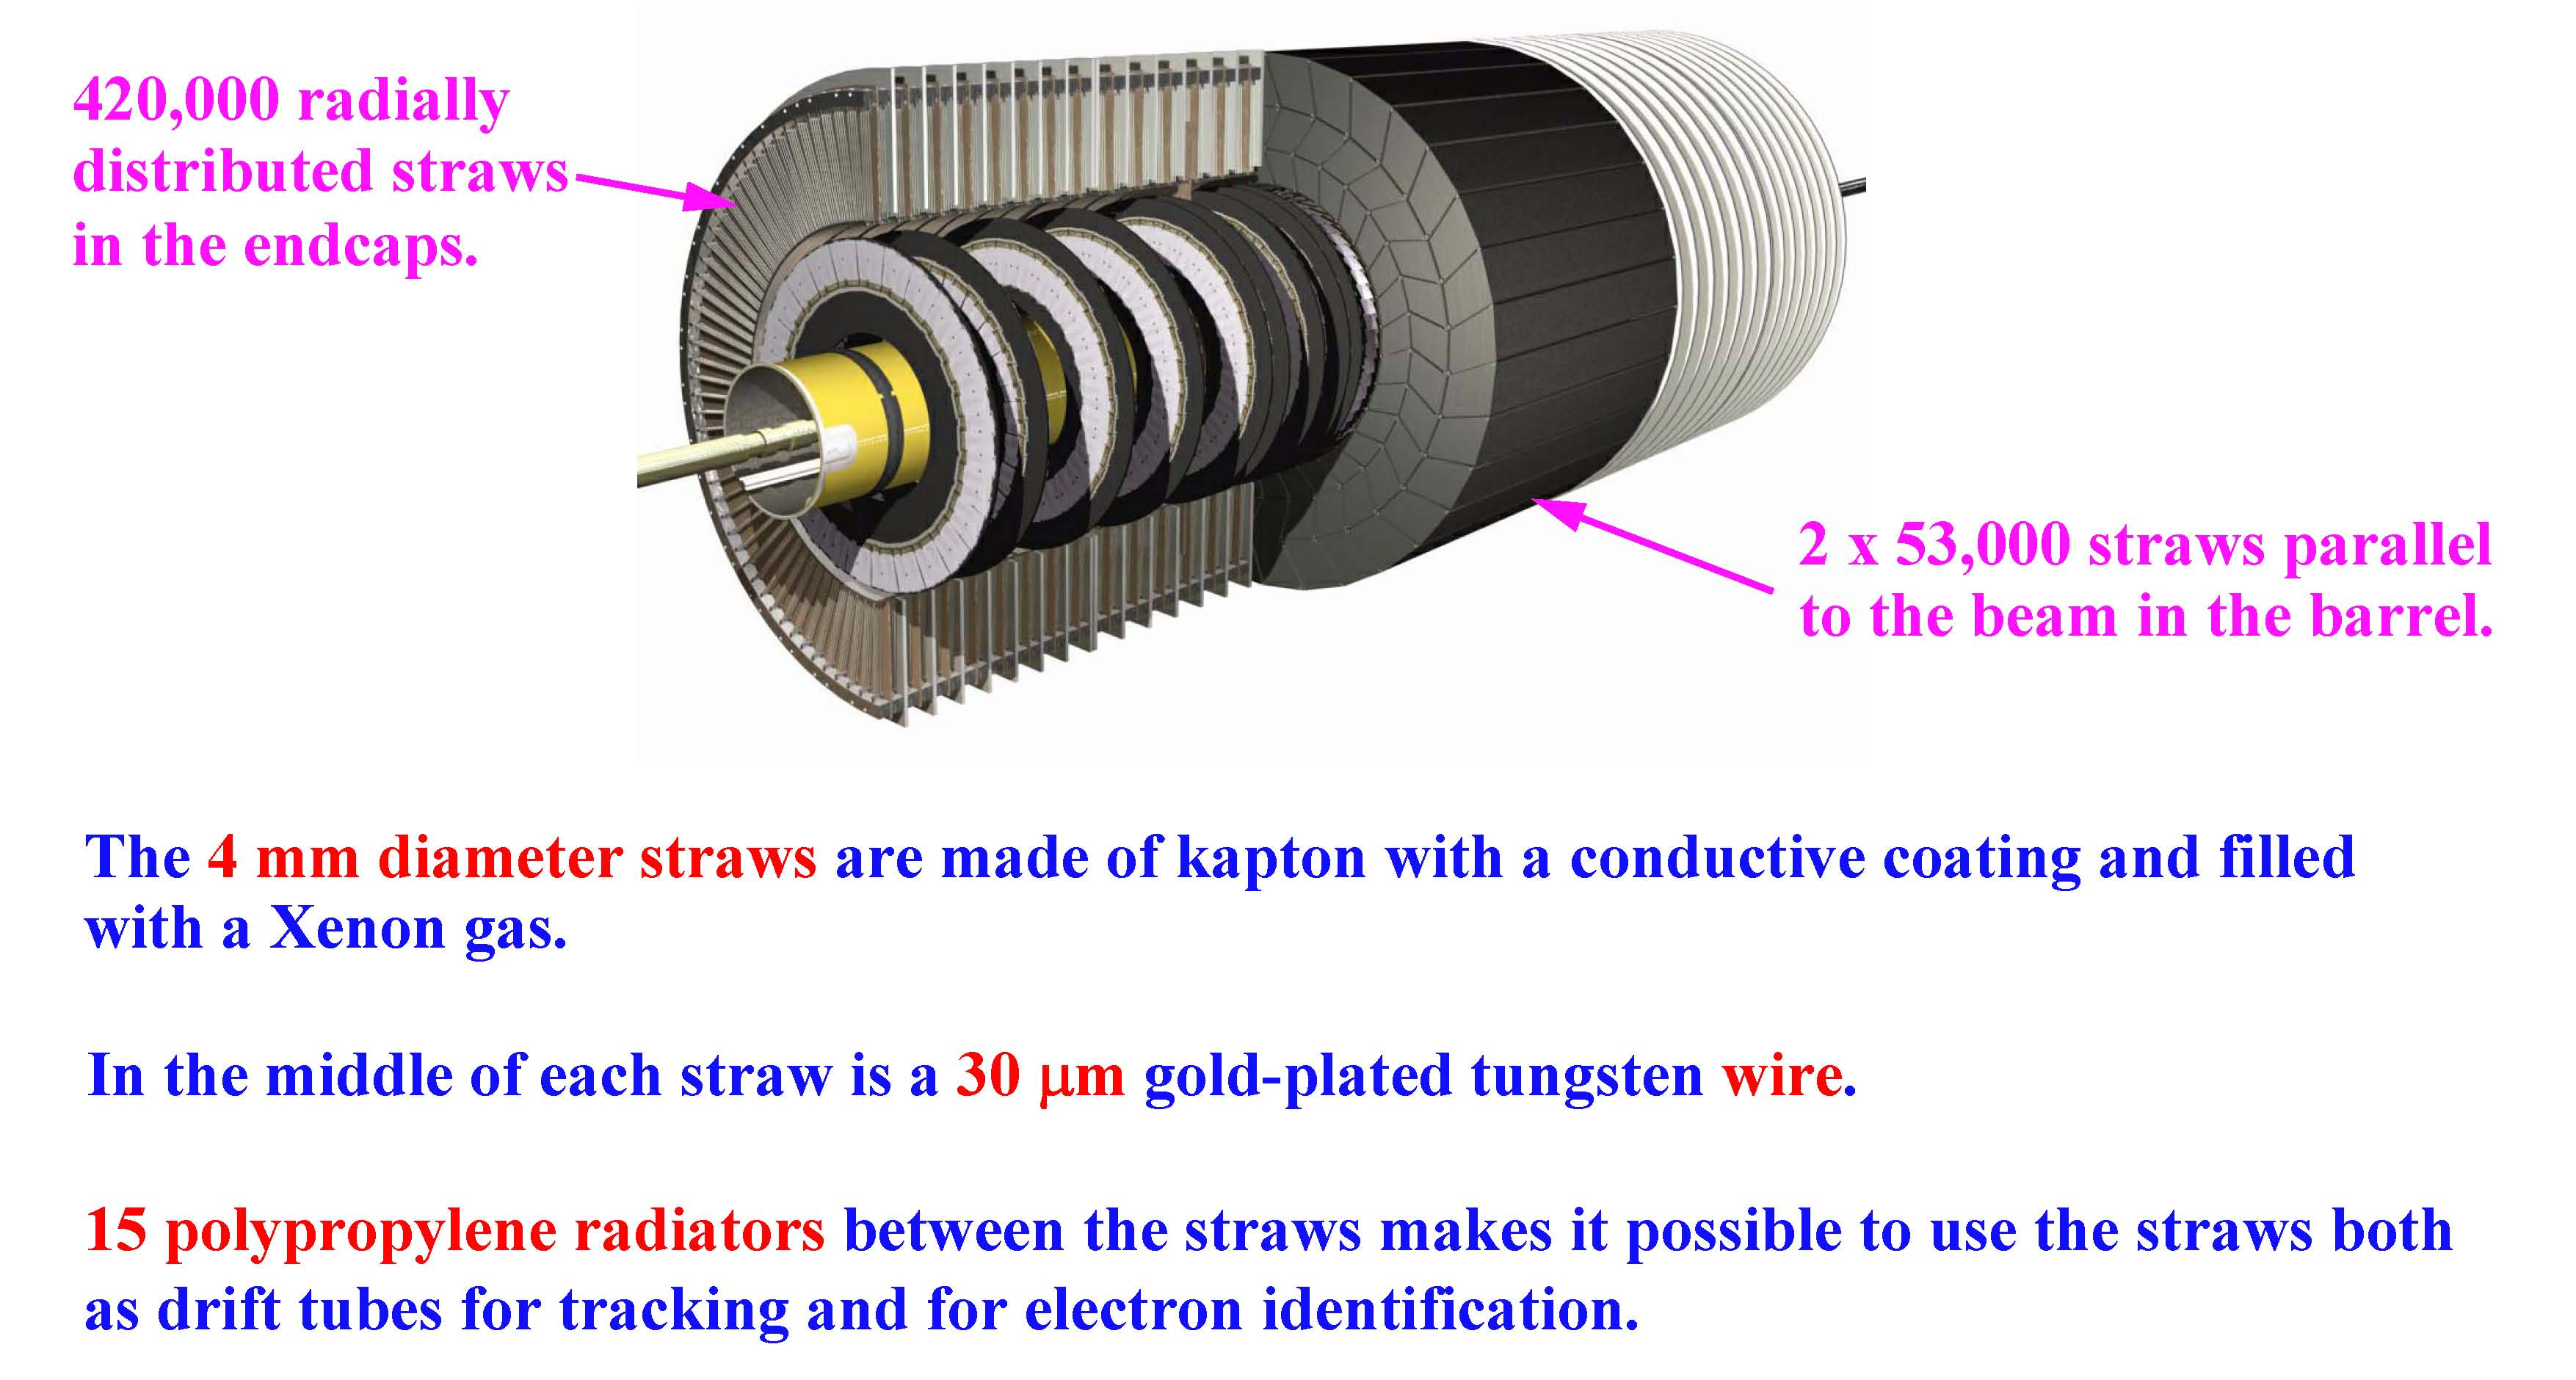 420,000 radially
distributed straws
in the endcaps.
2 x 53,000 straws parallel
to the beam in the barrel.
The 4 mm diameter straws are made of kapton with a conductive coating and filled
with a Xenon gas.
In the middle of each straw is a 30 μm gold-plated tungsten wire.
15 polypropylene radiators between the straws makes it possible to use the straws both
as drift tubes for tracking and for electron identification.